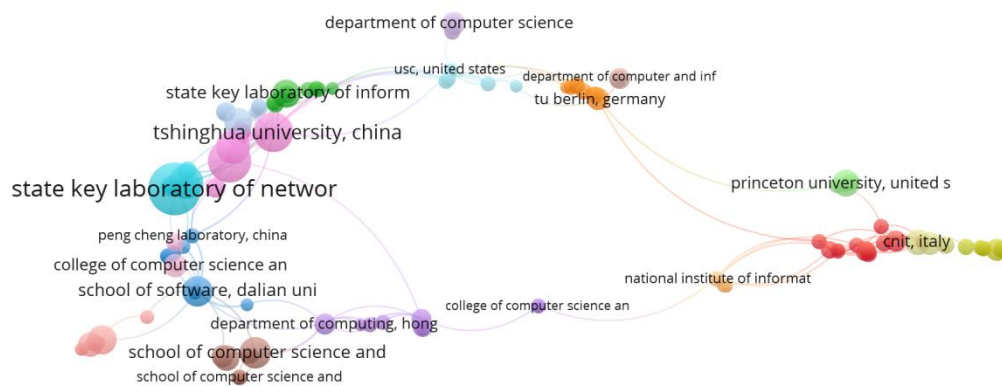 department of computer science
usc, united states
department of computer and inf
state key laboratory of inform
tu berlin, germany
tshinghua university, china
state key laboratory of networ
princeton university, united s
peng cheng laboratory, china
cnit, italy
college of computer science an
national institute of informat
school of software, dalian uni
college of computer science an
department of computing, hong
school of computer science and
school of computer science and